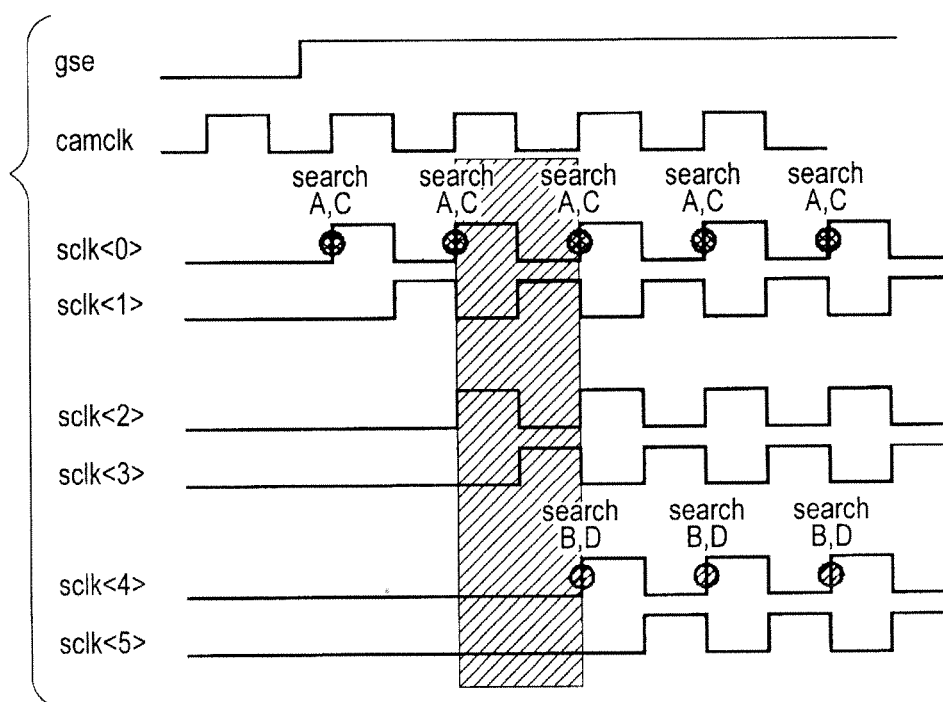 gse
camclk
search
A,C
search
A,C
search
A,C
search
A,C
search
A,C
sclk<0>
sclk<1>
sclk<2>
sclk<3>
search
B,D
search
B,D
search
B,D
sclk<4>
sclk<5>